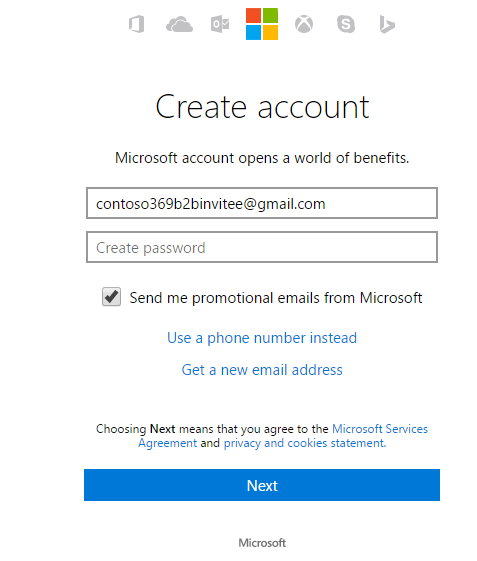 Create account
Microsoft account opens a world of benefits.
contoso369b2binvitee@gmail.com
Create password
Send me promotional emails from Microsoft
Use a phone number instead
Get a new email address
Choosing Next means that you agree to the Microsoft Services
Agreement and privacy and cookies statement.
Next
Microsoft